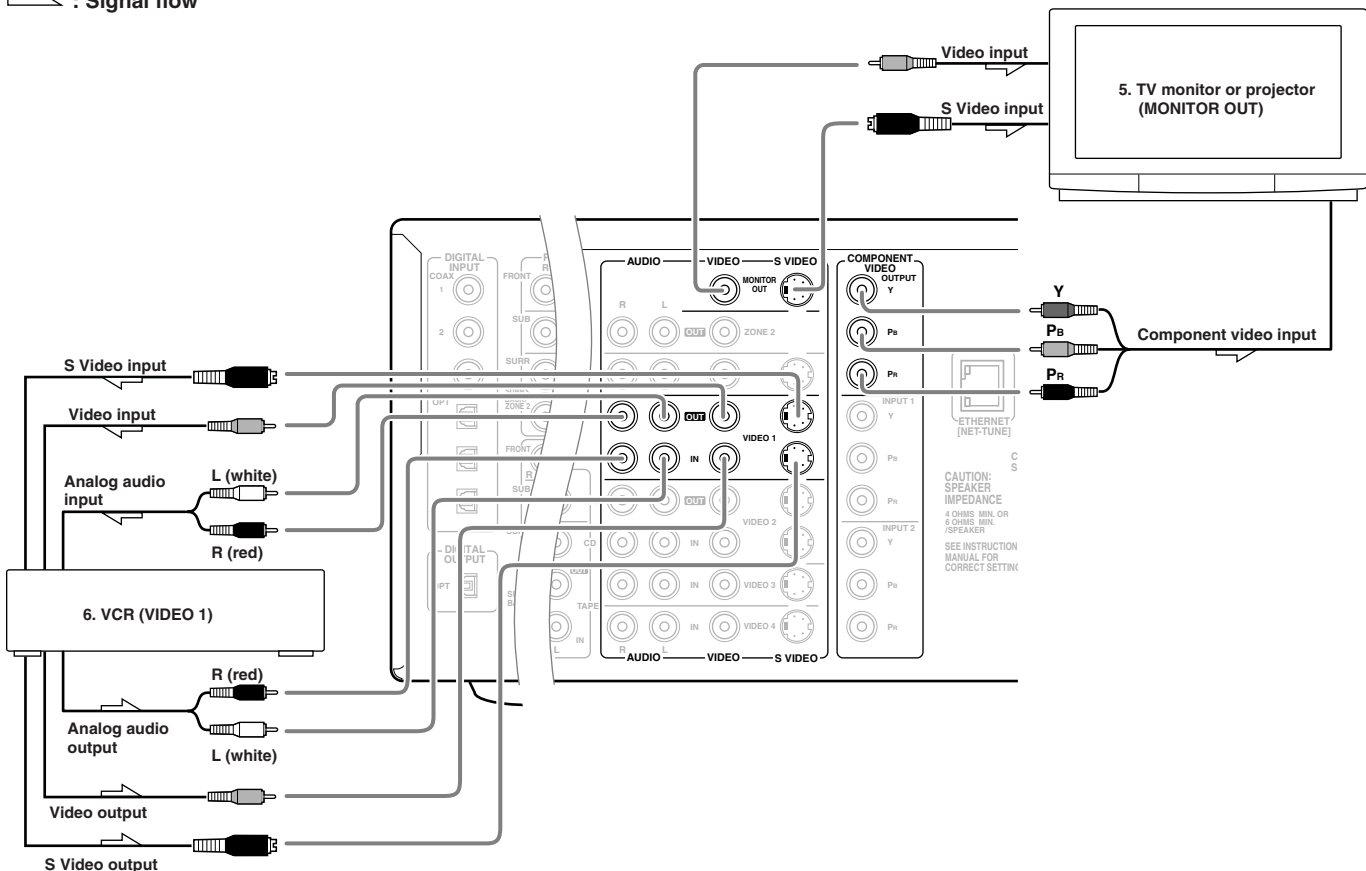 : Signal flow
Video input
S Video input
5. TV monitor or projector
(MONITOR OUT)
DIGITAL
INPUT
COAX
1
2
OPT
FRONT
R
SUB
SURR
ZONE 2
FRONT
R
SUB
CD
OUT
TAPE
IN
L
DIGITAL
OUTPUT
OPT
AUDIO
VIDEO
S VIDEO
MONITOR
OUT
R
L
OUT
ZONE 2
OUT
VIDEO 1
IN
OUT
VIDEO 2
IN
IN
VIDEO 3
IN
VIDEO 4
R
L
AUDIO
VIDEO
S VIDEO
COMPONENT
VIDEO
OUTPUT
Y
PB
PR
INPUT 1
Y
PB
PR
INPUT 2
Y
PB
PR
ETHERNET
[NET-TUNE]
C
S
CAUTION:
SPEAKER
IMPEDANCE
4 OHMS MIN. OR
6 OHMS MIN.
/SPEAKER
SEE INSTRUCTION
MANUAL FOR
CORRECT SETTING
Y
PB
PR
Component video input
S Video input
Video input
Analog audio
input
L (white)
R (red)
6. VCR (VIDEO 1)
R (red)
L (white)
Analog audio
output
Video output
S Video output